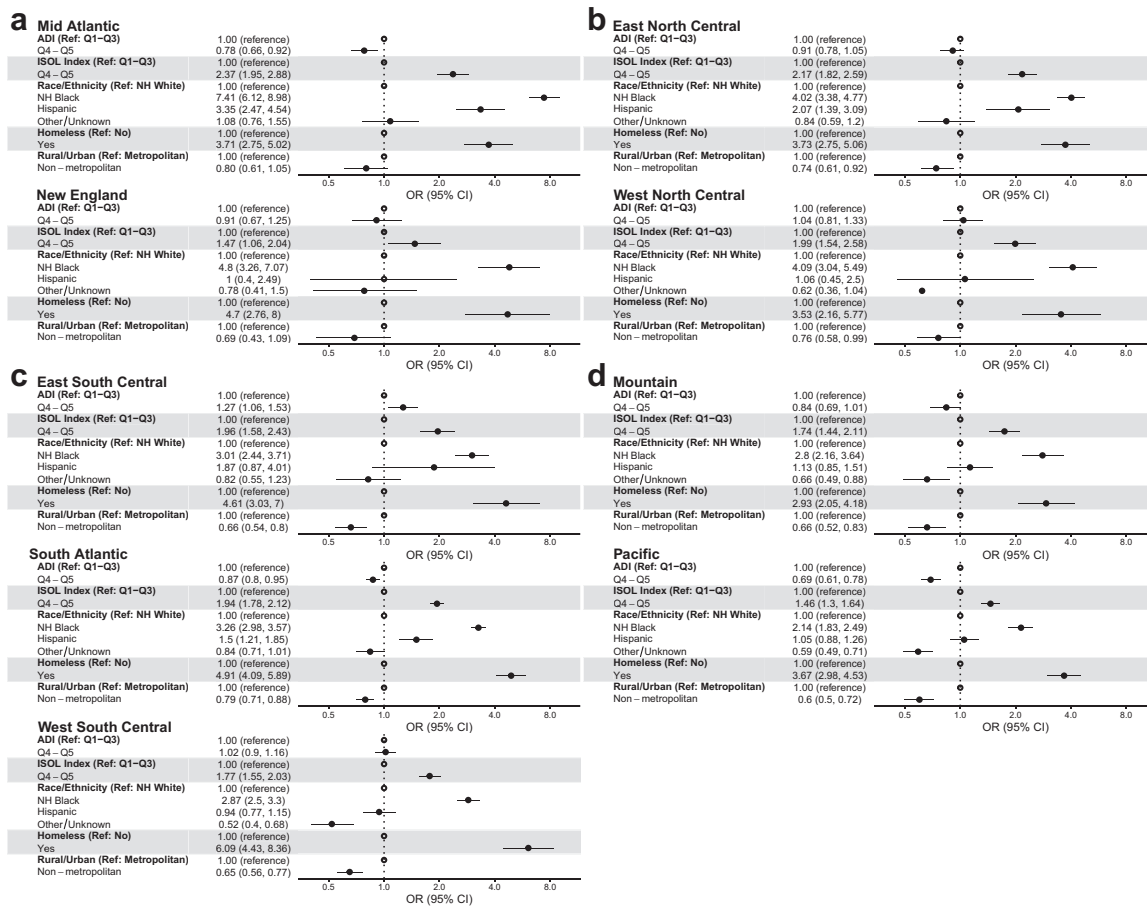 a
Mid Atlantic
ADI (Ref: Q1−Q3) 1.00 (reference)
Q4−Q5 0.78 (0.66, 0.92)
ISOL Index (Ref: Q1−Q3) 1.00 (reference)
Q4−Q5 2.37 (1.95, 2.88)
Race/Ethnicity (Ref: NH White) 1.00 (reference)
NH Black 7.41 (6.12, 8.98)
Hispanic 3.35 (2.47, 4.54)
Other/Unknown 1.08 (0.76, 1.55)
Homeless (Ref: No) 1.00 (reference)
Yes 3.71 (2.75, 5.02)
Rural/Urban (Ref: Metropolitan) 1.00 (reference)
Non−metropolitan 0.80 (0.61, 1.05)
0.5 1.0 2.0 4.0 8.0
OR (95% CI)
New England
ADI (Ref: Q1−Q3) 1.00 (reference)
Q4−Q5 0.91 (0.67, 1.25)
ISOL Index (Ref: Q1−Q3) 1.00 (reference)
Q4−Q5 1.47 (1.06, 2.04)
Race/Ethnicity (Ref: NH White) 1.00 (reference)
NH Black 4.8 (3.26, 7.07)
Hispanic 1 (0.4, 2.49)
Other/Unknown 0.78 (0.41, 1.5)
Homeless (Ref: No) 1.00 (reference)
Yes 4.7 (2.76, 8)
Rural/Urban (Ref: Metropolitan) 1.00 (reference)
Non−metropolitan 0.69 (0.43, 1.09)
0.5 1.0 2.0 4.0 8.0
OR (95% CI)
b
East North Central
ADI (Ref: Q1−Q3) 1.00 (reference)
Q4−Q5 0.91 (0.78, 1.05)
ISOL Index (Ref: Q1−Q3) 1.00 (reference)
Q4−Q5 2.17 (1.82, 2.59)
Race/Ethnicity (Ref: NH White) 1.00 (reference)
NH Black 4.02 (3.38, 4.77)
Hispanic 2.07 (1.39, 3.09)
Other/Unknown 0.84 (0.59, 1.2)
Homeless (Ref: No) 1.00 (reference)
Yes 3.73 (2.75, 5.06)
Rural/Urban (Ref: Metropolitan) 1.00 (reference)
Non−metropolitan 0.74 (0.61, 0.92)
0.5 1.0 2.0 4.0 8.0
OR (95% CI)
West North Central
ADI (Ref: Q1−Q3) 1.00 (reference)
Q4−Q5 1.04 (0.81, 1.33)
ISOL Index (Ref: Q1−Q3) 1.00 (reference)
Q4−Q5 1.99 (1.54, 2.58)
Race/Ethnicity (Ref: NH White) 1.00 (reference)
NH Black 4.09 (3.04, 5.49)
Hispanic 1.06 (0.45, 2.5)
Other/Unknown 0.62 (0.36, 1.04)
Homeless (Ref: No) 1.00 (reference)
Yes 3.53 (2.16, 5.77)
Rural/Urban (Ref: Metropolitan) 1.00 (reference)
Non−metropolitan 0.76 (0.58, 0.99)
0.5 1.0 2.0 4.0 8.0
OR (95% CI)
c
East South Central
ADI (Ref: Q1−Q3) 1.00 (reference)
Q4−Q5 1.27 (1.06, 1.53)
ISOL Index (Ref: Q1−Q3) 1.00 (reference)
Q4−Q5 1.96 (1.58, 2.43)
Race/Ethnicity (Ref: NH White) 1.00 (reference)
NH Black 3.01 (2.44, 3.71)
Hispanic 1.87 (0.87, 4.01)
Other/Unknown 0.82 (0.55, 1.23)
Homeless (Ref: No) 1.00 (reference)
Yes 4.61 (3.03, 7)
Rural/Urban (Ref: Metropolitan) 1.00 (reference)
Non−metropolitan 0.66 (0.54, 0.8)
0.5 1.0 2.0 4.0 8.0
OR (95% CI)
South Atlantic
ADI (Ref: Q1−Q3) 1.00 (reference)
Q4−Q5 0.87 (0.8, 0.95)
ISOL Index (Ref: Q1−Q3) 1.00 (reference)
Q4−Q5 1.94 (1.78, 2.12)
Race/Ethnicity (Ref: NH White) 1.00 (reference)
NH Black 3.26 (2.98, 3.57)
Hispanic 1.5 (1.21, 1.85)
Other/Unknown 0.84 (0.71, 1.01)
Homeless (Ref: No) 1.00 (reference)
Yes 4.91 (4.09, 5.89)
Rural/Urban (Ref: Metropolitan) 1.00 (reference)
Non−metropolitan 0.79 (0.71, 0.88)
0.5 1.0 2.0 4.0 8.0
OR (95% CI)
West South Central
ADI (Ref: Q1−Q3) 1.00 (reference)
Q4−Q5 1.02 (0.9, 1.16)
ISOL Index (Ref: Q1−Q3) 1.00 (reference)
Q4−Q5 1.77 (1.55, 2.03)
Race/Ethnicity (Ref: NH White) 1.00 (reference)
NH Black 2.87 (2.5, 3.3)
Hispanic 0.94 (0.77, 1.15)
Other/Unknown 0.52 (0.4, 0.68)
Homeless (Ref: No) 1.00 (reference)
Yes 6.09 (4.43, 8.36)
Rural/Urban (Ref: Metropolitan) 1.00 (reference)
Non−metropolitan 0.65 (0.56, 0.77)
0.5 1.0 2.0 4.0 8.0
OR (95% CI)
d
Mountain
ADI (Ref: Q1−Q3) 1.00 (reference)
Q4−Q5 0.84 (0.69, 1.01)
ISOL Index (Ref: Q1−Q3) 1.00 (reference)
Q4−Q5 1.74 (1.44, 2.11)
Race/Ethnicity (Ref: NH White) 1.00 (reference)
NH Black 2.8 (2.16, 3.64)
Hispanic 1.13 (0.85, 1.51)
Other/Unknown 0.66 (0.49, 0.88)
Homeless (Ref: No) 1.00 (reference)
Yes 2.93 (2.05, 4.18)
Rural/Urban (Ref: Metropolitan) 1.00 (reference)
Non−metropolitan 0.66 (0.52, 0.83)
0.5 1.0 2.0 4.0 8.0
OR (95% CI)
Pacific
ADI (Ref: Q1−Q3) 1.00 (reference)
Q4−Q5 0.69 (0.61, 0.78)
ISOL Index (Ref: Q1−Q3) 1.00 (reference)
Q4−Q5 1.46 (1.3, 1.64)
Race/Ethnicity (Ref: NH White) 1.00 (reference)
NH Black 2.14 (1.83, 2.49)
Hispanic 1.05 (0.88, 1.26)
Other/Unknown 0.59 (0.49, 0.71)
Homeless (Ref: No) 1.00 (reference)
Yes 3.67 (2.98, 4.53)
Rural/Urban (Ref: Metropolitan) 1.00 (reference)
Non−metropolitan 0.6 (0.5, 0.72)
0.5 1.0 2.0 4.0 8.0
OR (95% CI)